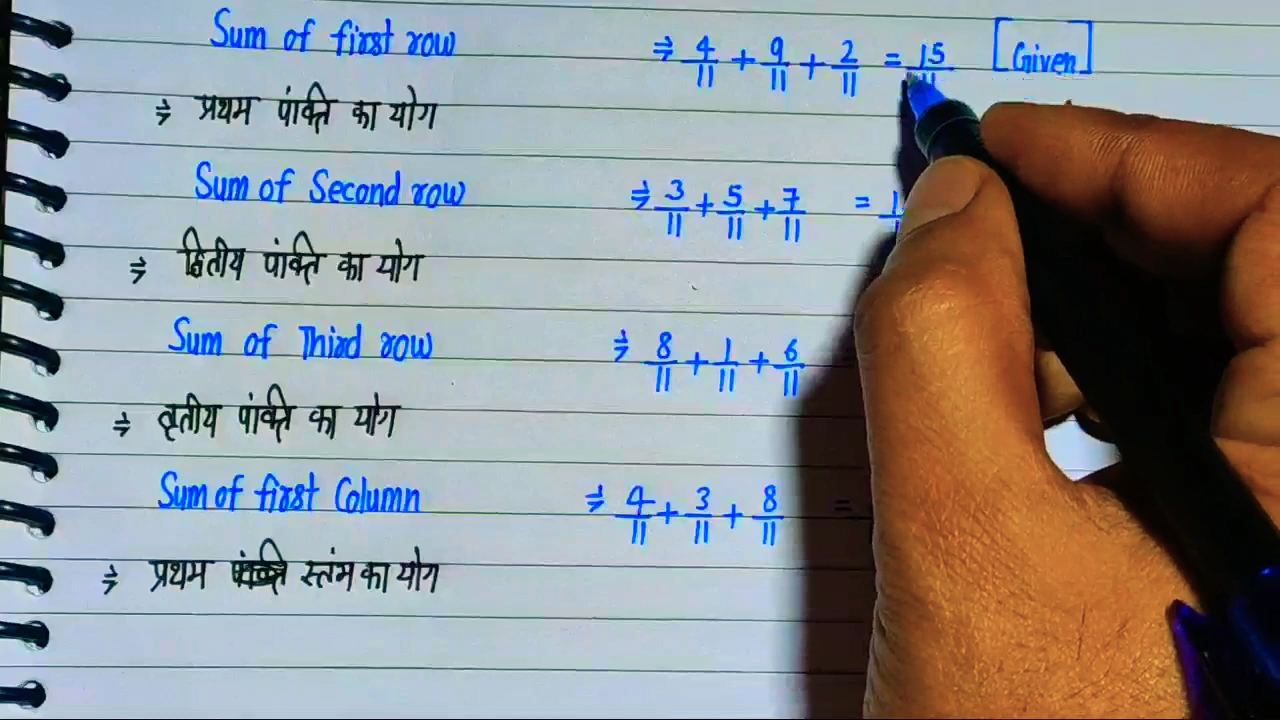 Sum of first row ⇒ 4/11 + 9/11 + 2/11 = 15/11 [Given]
⇒ प्रथम पंक्ति का योग
Sum of Second row ⇒ 3/11 + 5/11 + 7/11 = 1
⇒ द्वितीय पंक्ति का योग
Sum of Third row ⇒ 8/11 + 1/11 + 6/11
⇒ तृतीय पंक्ति का योग
Sum of first Column ⇒ 4/11 + 3/11 + 8/11 =
⇒ प्रथम स्तंभ का योग